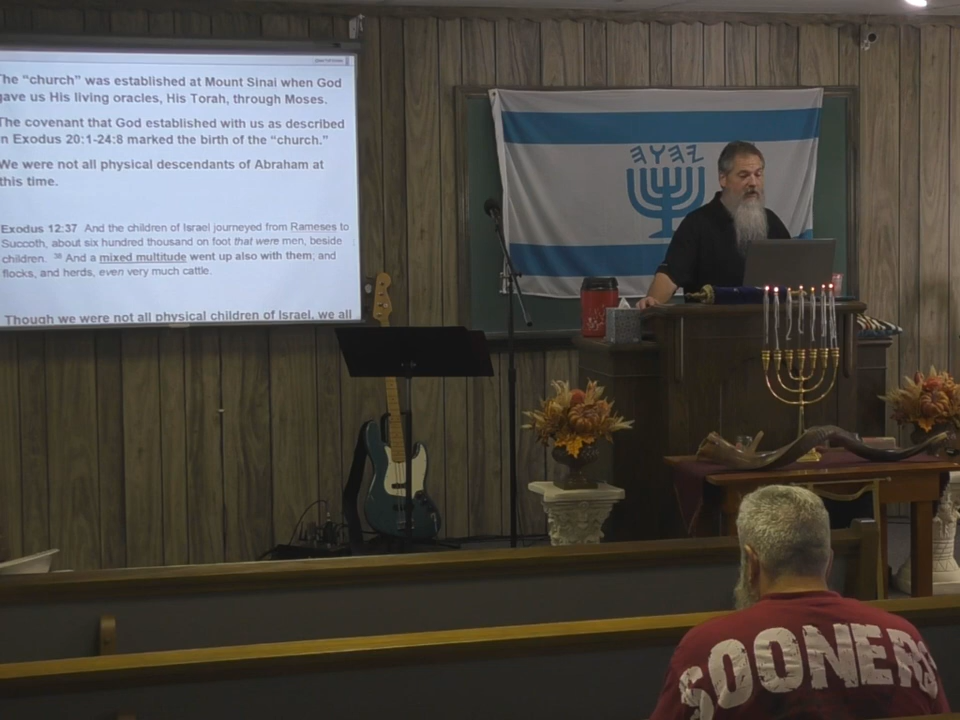 The “church” was established at Mount Sinai when God
gave us His living oracles, His Torah, through Moses.
The covenant that God established with us as described
in Exodus 20:1-24:8 marked the birth of the “church.”
We were not all physical descendants of Abraham at
this time.
Exodus 12:37 And the children of Israel journeyed from Rameses to
Succoth, about six hundred thousand on foot that were men, beside
children. 38 And a mixed multitude went up also with them; and
flocks, and herds, even very much cattle.
Though we were not all physical children of Israel, we all
𐤉𐤄𐤅𐤄
SOONERS